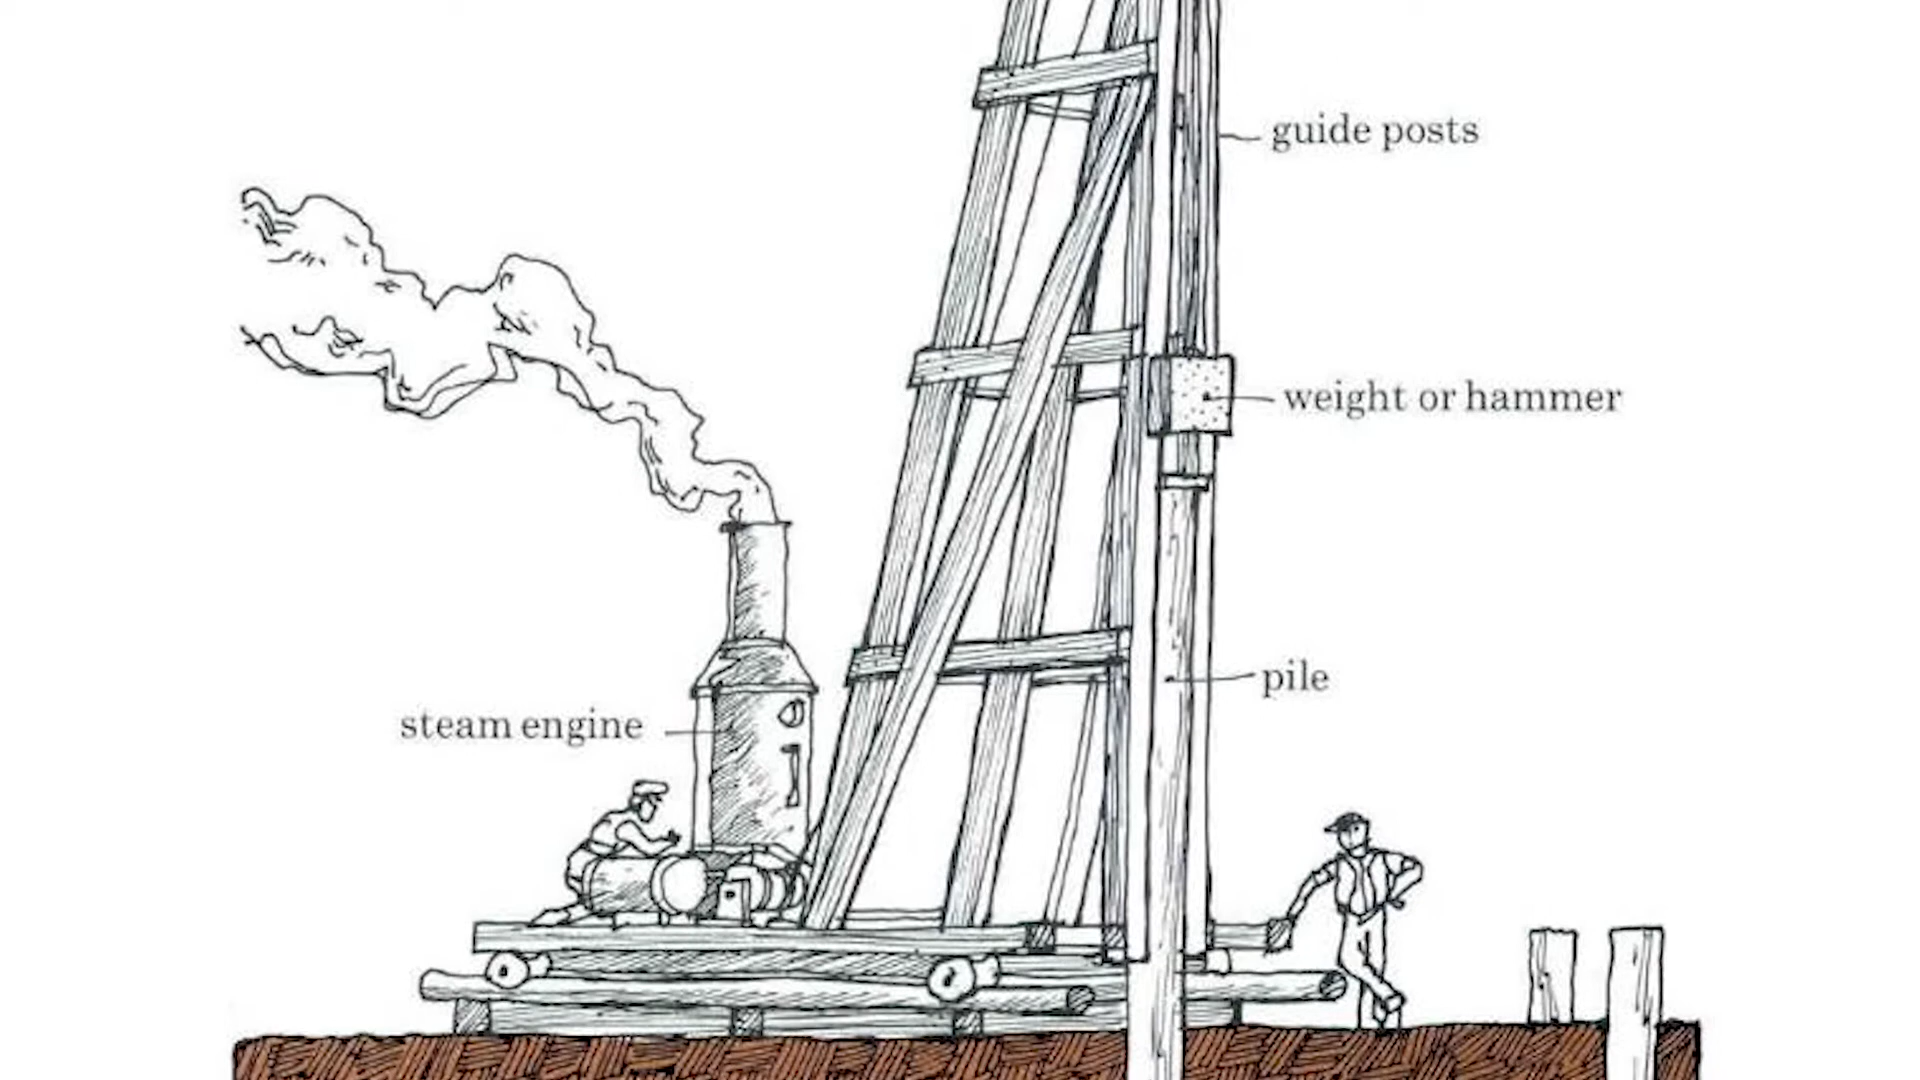 guide posts
weight or hammer
pile
steam engine